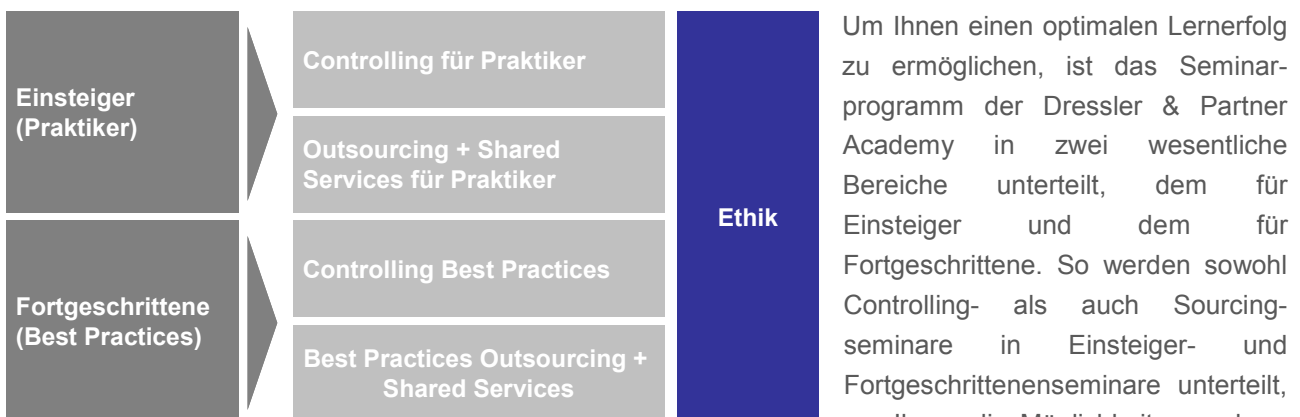 Einsteiger
(Praktiker)
Controlling für Praktiker
Outsourcing + Shared
Services für Praktiker
Fortgeschrittene
(Best Practices)
Controlling Best Practices
Best Practices Outsourcing +
Shared Services
Ethik
Um Ihnen einen optimalen Lernerfolg
zu ermöglichen, ist das Seminar-
programm der Dressler & Partner
Academy in zwei wesentliche
Bereiche unterteilt, dem für
Einsteiger und dem für
Fortgeschrittene. So werden sowohl
Controlling- als auch Sourcing-
seminare in Einsteiger- und
Fortgeschrittenenseminare unterteilt,